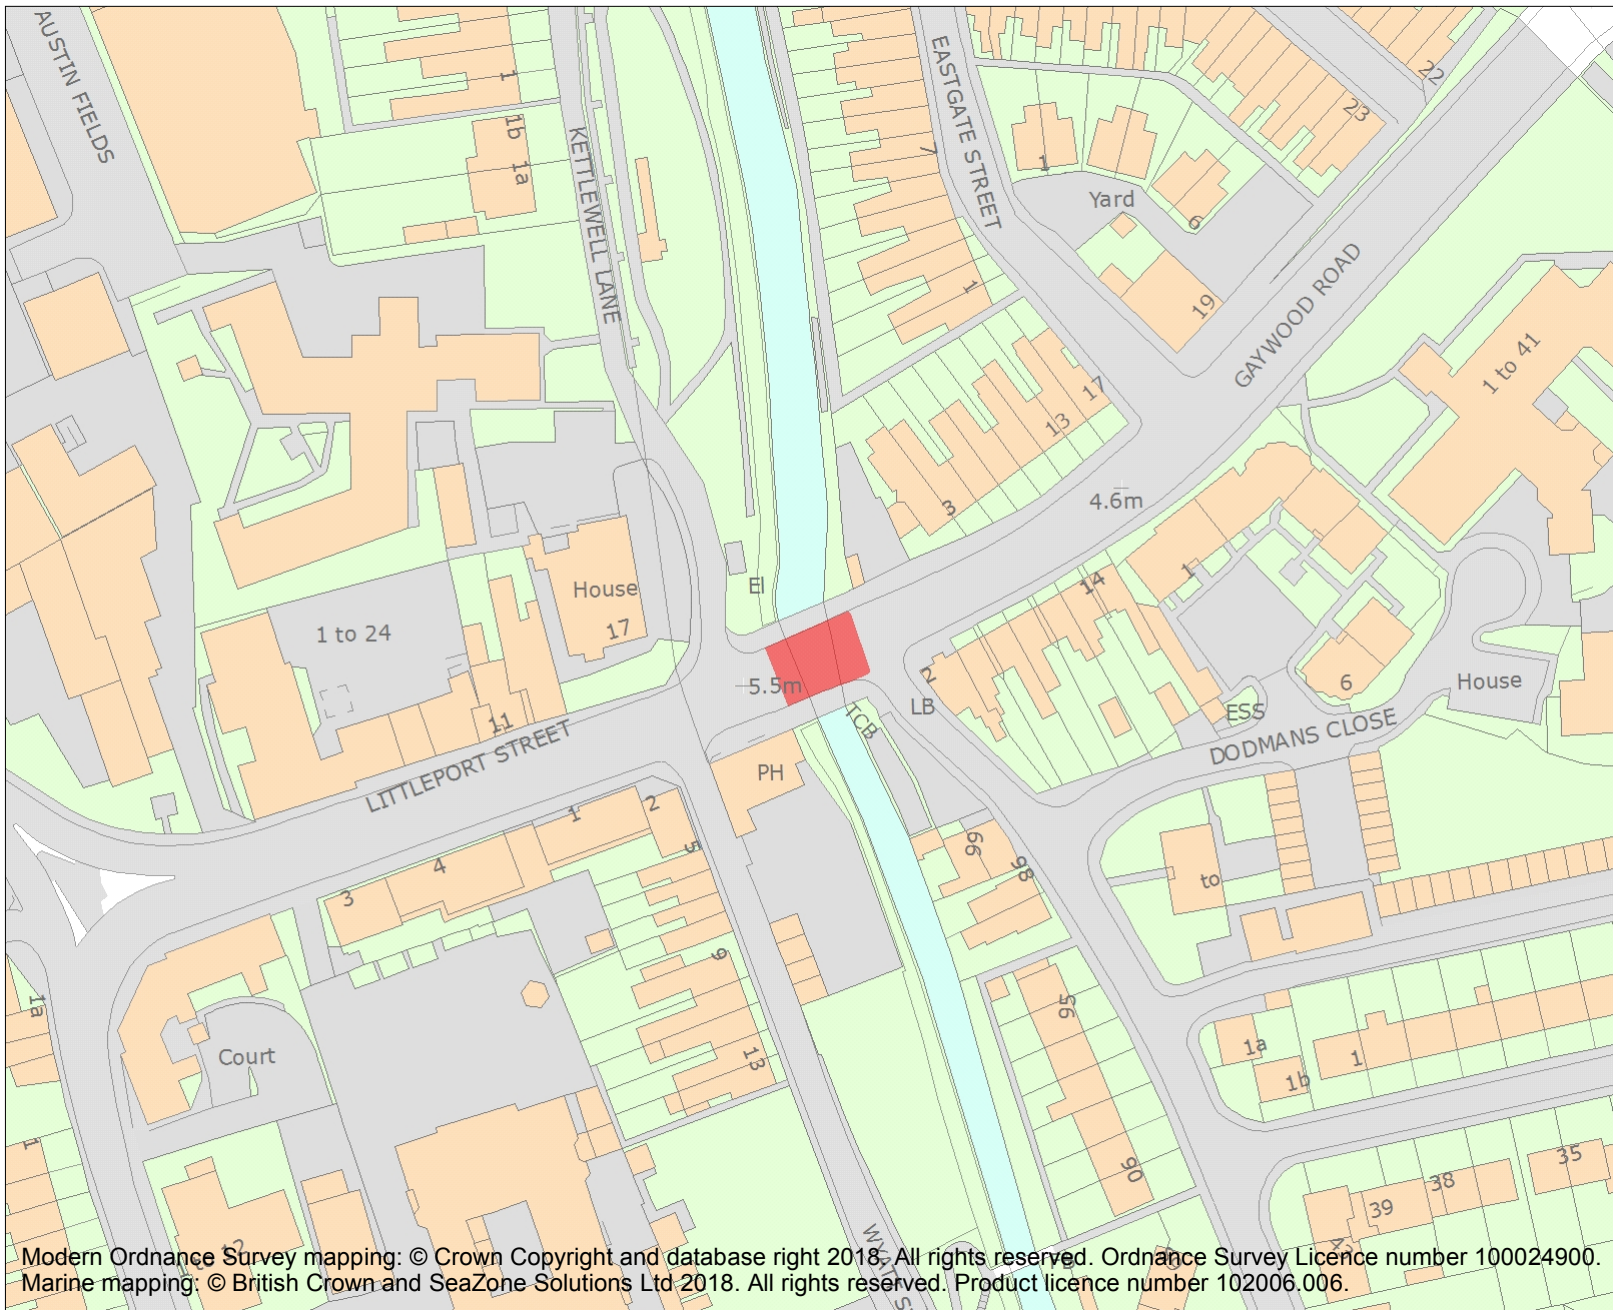 AUSTIN FIELDS
1
1b
1a
KETTLEWELL LANE
EASTGATE STREET
7
1
1
Yard
6
19
22
23
GAYWOOD ROAD
1 to 41
17
13
3
4.6m
El
House
17
1 to 24
11
LITTLEPORT STREET
5.5m
TCB
LB
2
14
1
6
House
ESS
DODMANS CLOSE
PH
1
2
5
4
3
66
98
to
9
13
1a
Court
56
1a
1b
1
1
90
12
39
38
35
Modern Ordnance Survey mapping: © Crown Copyright and database right 2018. All rights reserved. Ordnance Survey Licence number 100024900.
Marine mapping: © British Crown and SeaZone Solutions Ltd 2018. All rights reserved. Product licence number 102006.006.